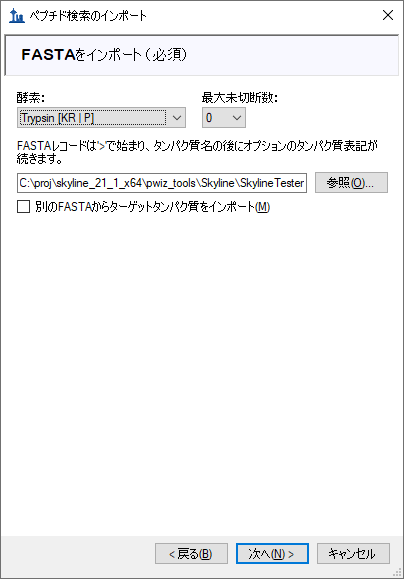 ペプチド検索のインポート
FASTAをインポート（必須）
酵素: 最大未切断数:
Trypsin [KR | P] 0
FASTAレコードは'>'で始まり、タンパク質名の後にオプションのタンパク質表記が
続きます。
C:\proj\skyline_21_1_x64\pwiz_tools\Skyline\SkylineTester 参照(O)...
別のFASTAからターゲットタンパク質をインポート(M)
< 戻る(B) 次へ(N) > キャンセル